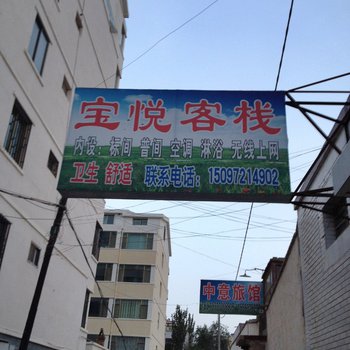 宝悦客栈
内设：标间 普间 空调 淋浴 无线上网
卫生 舒适 联系电话：15097214902
中意旅馆